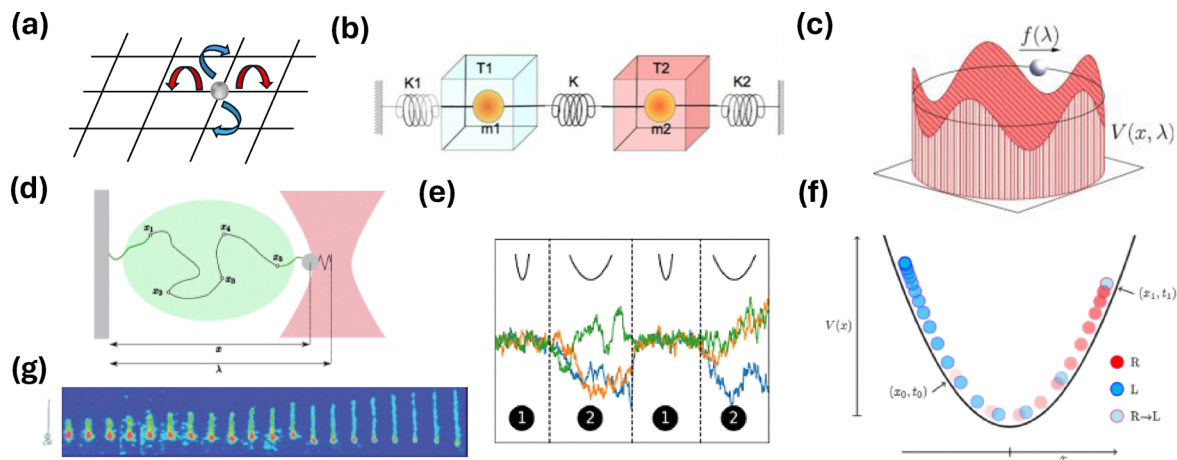 (a)
(b)
K1
T1
m1
K
T2
m2
K2
(c)
f(λ)
V(x, λ)
(d)
x₁
x₂
x₃
x₄
x₅
x
λ
(e)
1
2
1
2
(f)
V(x)
(x₁, t₁)
(x₀, t₀)
R
L
R→L
x
(g)